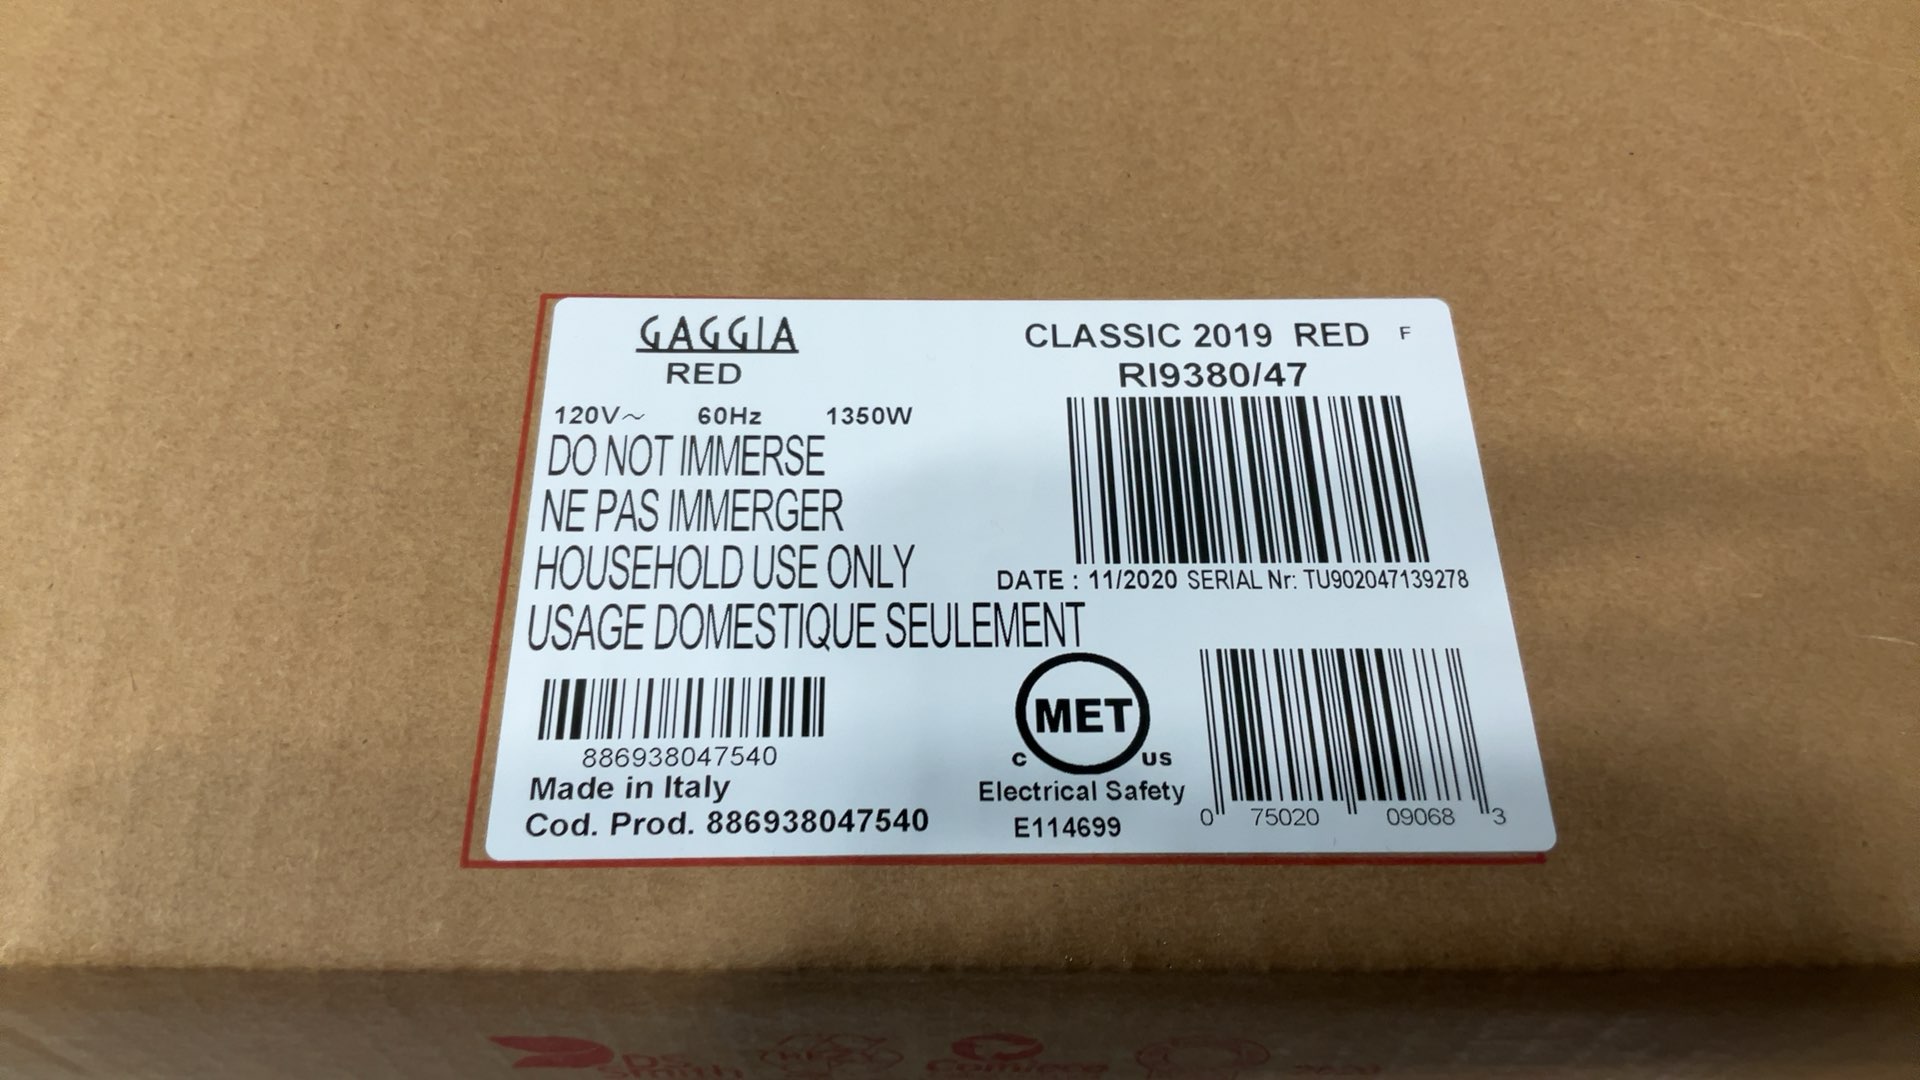 GAGGIA
RED
120V~ 60Hz 1350W
DO NOT IMMERSE
NE PAS IMMERGER
HOUSEHOLD USE ONLY
USAGE DOMESTIQUE SEULEMENT
886938047540
Made in Italy
Cod. Prod. 886938047540
CLASSIC 2019 RED F
RI9380/47
DATE : 11/2020 SERIAL Nr: TU902047139278
MET
C US
Electrical Safety
E114699
0 75020 09068 3
DS
Smith